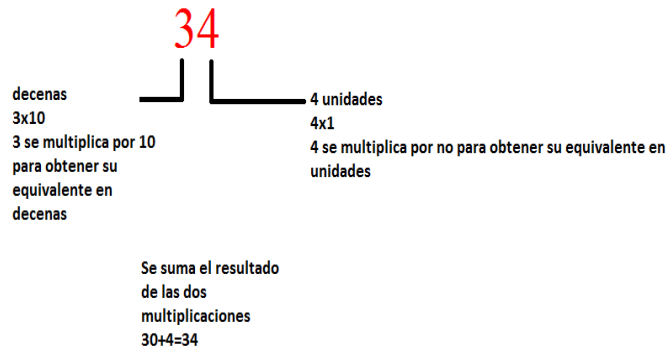 34
decenas
3x10
3 se multiplica por 10
para obtener su
equivalente en
decenas
4 unidades
4x1
4 se multiplica por no para obtener su equivalente en
unidades
Se suma el resultado
de las dos
multiplicaciones
30+4=34